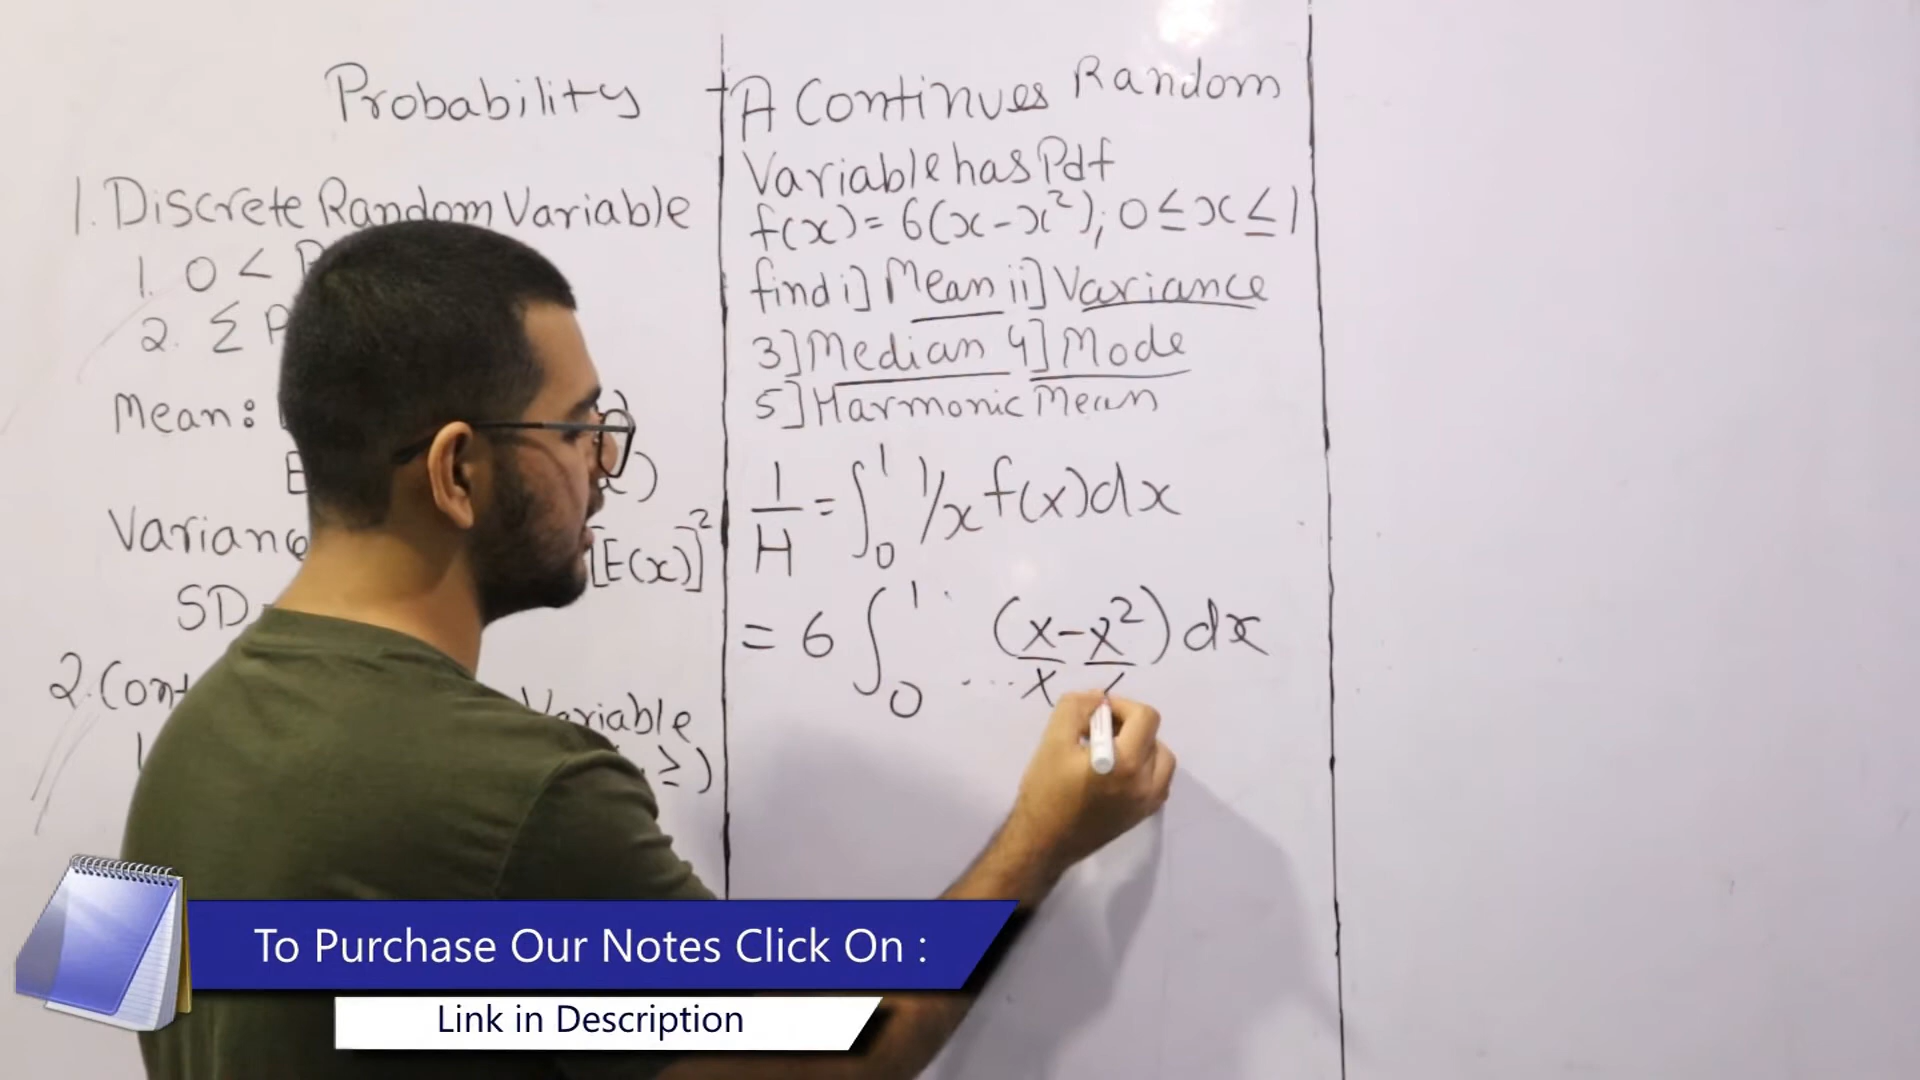 Probability
1. Discrete Random Variable
1. 0 <
2. Σ P
Mean:
Variance [E(x)]²
SD
2. Cont Variable
≥)
A Continues Random
Variable has Pdf
f(x)= 6(x-x²); 0≤x≤1
find i] Mean ii] Variance
3] Median 4] Mode
5] Harmonic Mean
1/H = ∫₀¹ 1/x f(x)dx
= 6 ∫₀¹ (x/x - x²/) dx
To Purchase Our Notes Click On :
Link in Description